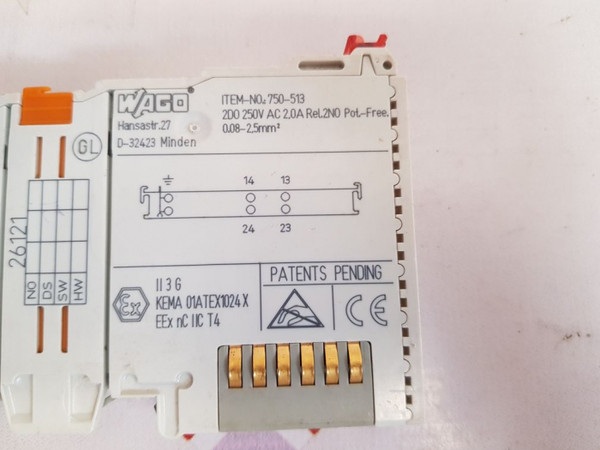 WAGO
ITEM-NO.: 750-513
Hansastr. 27
2DO 250V AC 2.0A Rel.2NO Pot.-Free.
D-32423 Minden
0.08-2.5mm²
GL
14 13
24 23
26121
NO
DS
SW
HW
II 3 G
KEMA 01ATEX1024 X
EEx nC IIC T4
Ex
PATENTS PENDING
CE